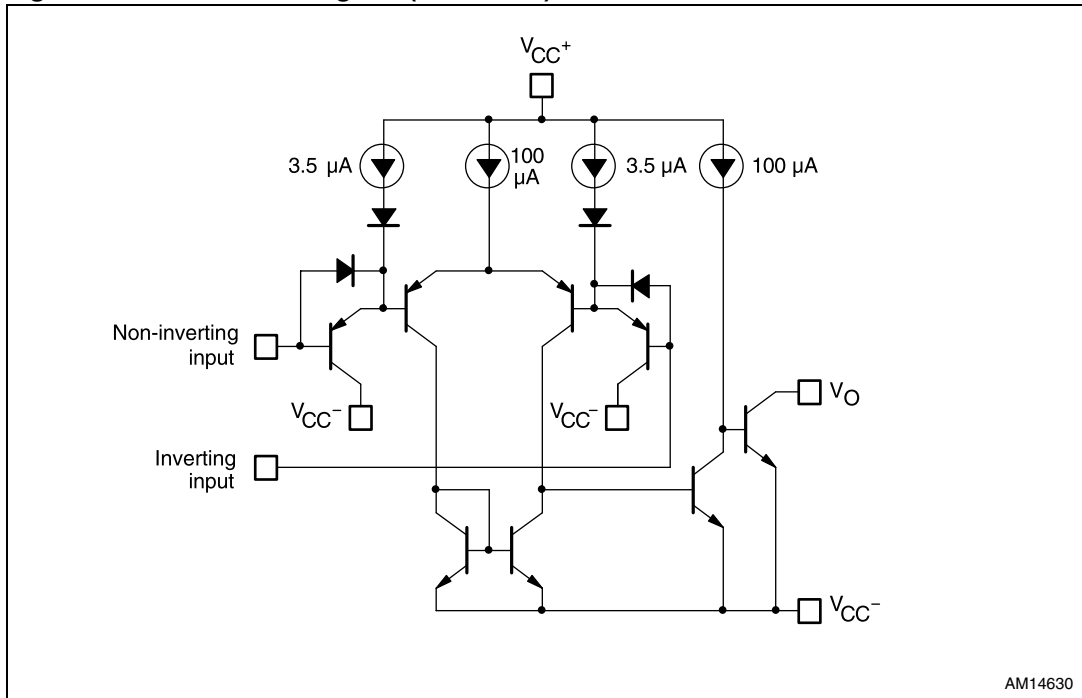 VCC+
3.5 µA
100
µA
3.5 µA
100 µA
Non-inverting
input
VCC−
VCC−
VO
Inverting
input
VCC−
AM14630